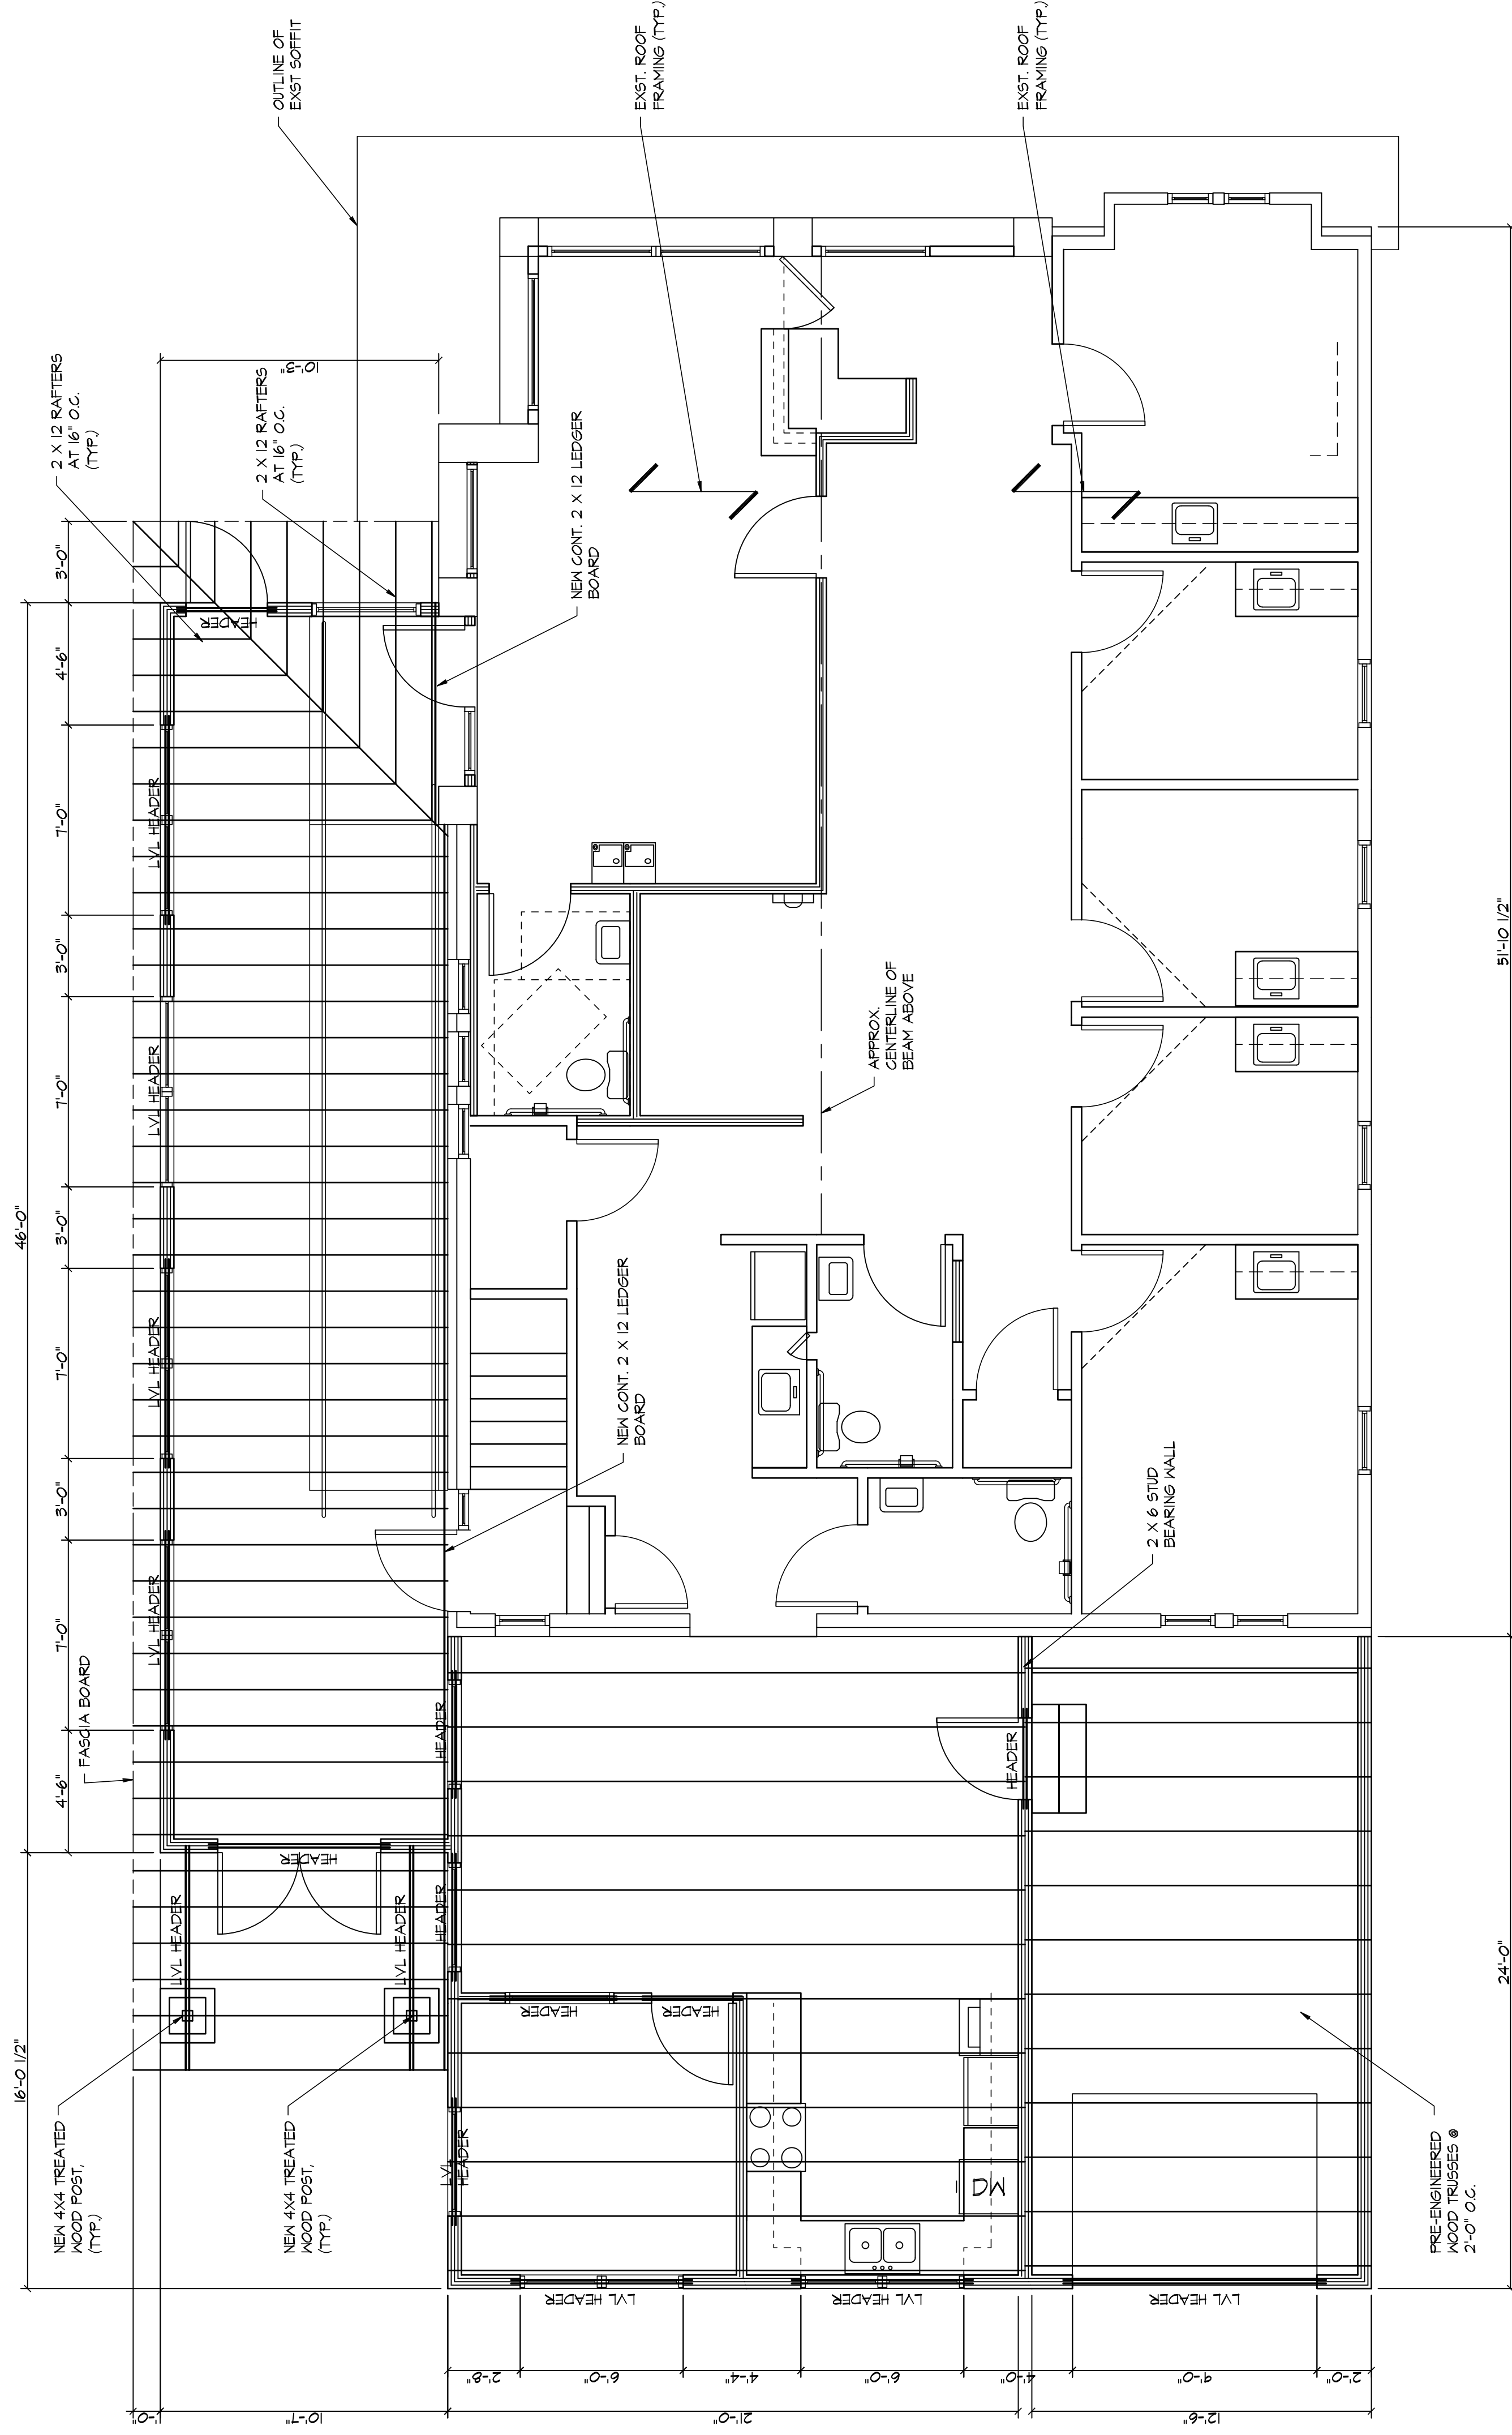 OUTLINE OF
EXST SOFFIT
EXST. ROOF
FRAMING (TYP.)
EXST. ROOF
FRAMING (TYP.)
2 X 12 RAFTERS
AT 16" O.C.
(TYP.)
2 X 12 RAFTERS
AT 16" O.C.
(TYP.)
10'-3"
NEW CONT. 2 X 12 LEDGER
BOARD
3'-0"
4'-6"
7'-0"
3'-0"
7'-0"
3'-0"
7'-0"
3'-0"
7'-0"
4'-6"
46'-0"
16'-0 1/2"
HEADER
LVL HEADER
LVL HEADER
LVL HEADER
LVL HEADER
APPROX.
CENTERLINE OF
BEAM ABOVE
51'-10 1/2"
24'-0"
NEW CONT. 2 X 12 LEDGER
BOARD
2 X 6 STUD
BEARING WALL
FASCIA BOARD
HEADER
HEADER
HEADER
HEADER
LVL HEADER
LVL HEADER
HEADER
HEADER
LVL
HEADER
DW
NEW 4X4 TREATED
WOOD POST,
(TYP.)
NEW 4X4 TREATED
WOOD POST,
(TYP.)
PRE-ENGINEERED
WOOD TRUSSES @
2'-0" O.C.
LVL HEADER
LVL HEADER
LVL HEADER
2'-8"
6'-0"
4'-4"
6'-0"
4'-0"
9'-0"
2'-0"
10'-7"
21'-0"
12'-6"